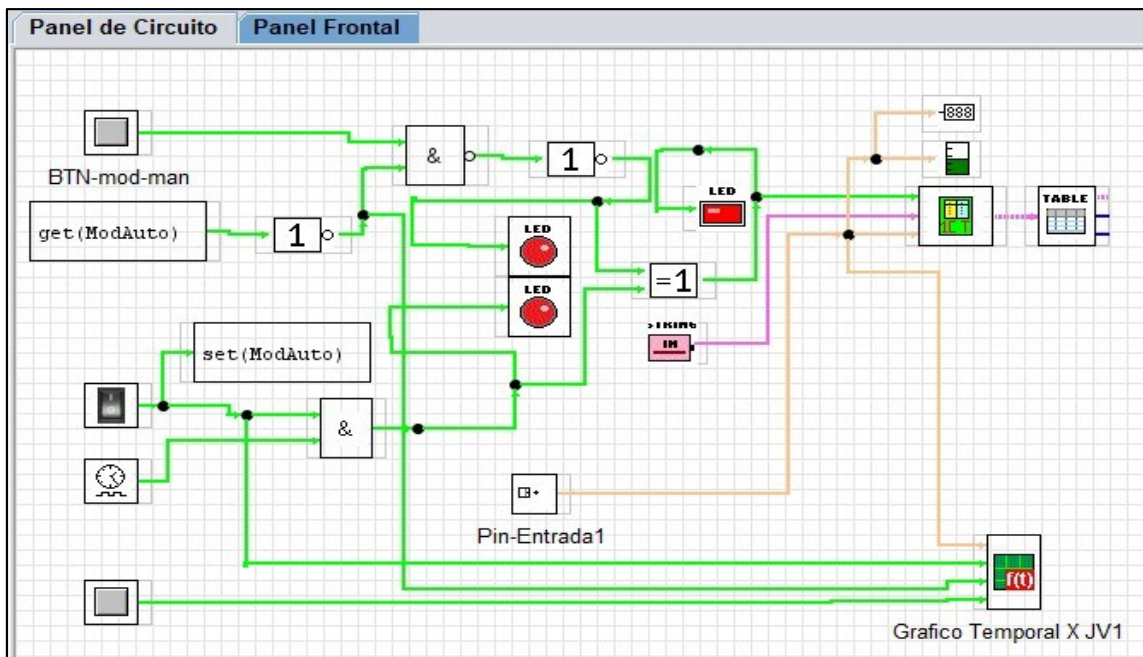 Panel de Circuito
Panel Frontal
-888
&
1
BTN-mod-man
LED
TABLE
get(ModAuto)
1
LED
1CT
LED
=1
STRING
IN
set(ModAuto)
&
Pin-Entrada1
f(t)
Grafico Temporal X JV1